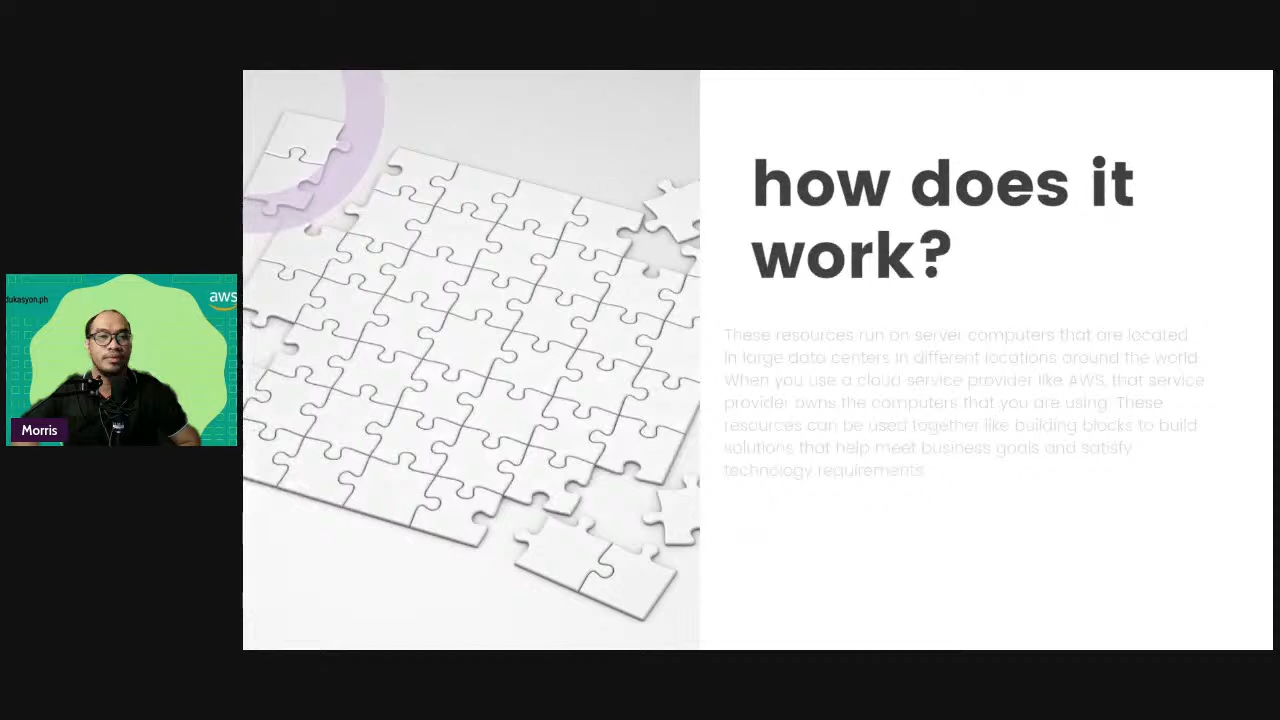 how does it
work?
These resources run on server computers that are located
in large data centers in different locations around the world
When you use a cloud service provider like AWS, that service
provider owns the computers that you are using. These
resources can be used together like building blocks to build
solutions that help meet business goals and satisfy
technology requirements
dukasyon.ph
aws
Morris